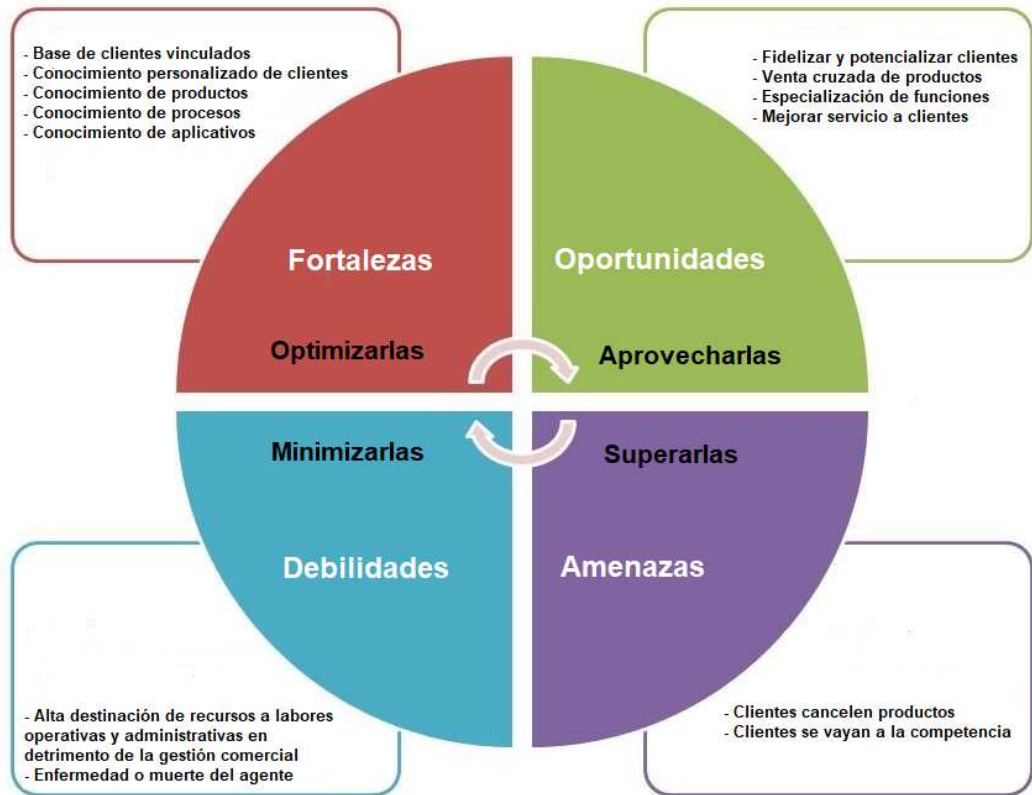 - Base de clientes vinculados
- Conocimiento personalizado de clientes
- Conocimiento de productos
- Conocimiento de procesos
- Conocimiento de aplicativos
- Fidelizar y potencializar clientes
- Venta cruzada de productos
- Especialización de funciones
- Mejorar servicio a clientes
Fortalezas
Oportunidades
Optimizarlas
Aprovecharlas
Minimizarlas
Superarlas
Debilidades
Amenazas
- Alta destinación de recursos a labores
operativas y administrativas en
detrimento de la gestión comercial
- Enfermedad o muerte del agente
- Clientes cancelen productos
- Clientes se vayan a la competencia